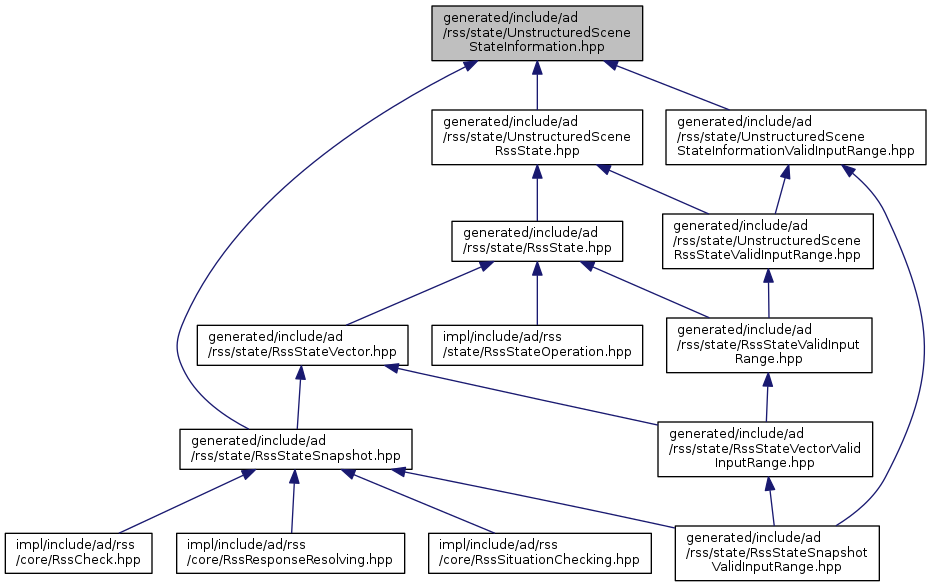 generated/include/ad
/rss/state/UnstructuredScene
StateInformation.hpp
generated/include/ad
/rss/state/UnstructuredScene
RssState.hpp
generated/include/ad
/rss/state/UnstructuredScene
StateInformationValidInputRange.hpp
generated/include/ad
/rss/state/RssState.hpp
generated/include/ad
/rss/state/UnstructuredScene
RssStateValidInputRange.hpp
generated/include/ad
/rss/state/RssStateVector.hpp
impl/include/ad/rss
/state/RssStateOperation.hpp
generated/include/ad
/rss/state/RssStateValidInput
Range.hpp
generated/include/ad
/rss/state/RssStateSnapshot.hpp
generated/include/ad
/rss/state/RssStateVectorValid
InputRange.hpp
impl/include/ad/rss
/core/RssCheck.hpp
impl/include/ad/rss
/core/RssResponseResolving.hpp
impl/include/ad/rss
/core/RssSituationChecking.hpp
generated/include/ad
/rss/state/RssStateSnapshot
ValidInputRange.hpp